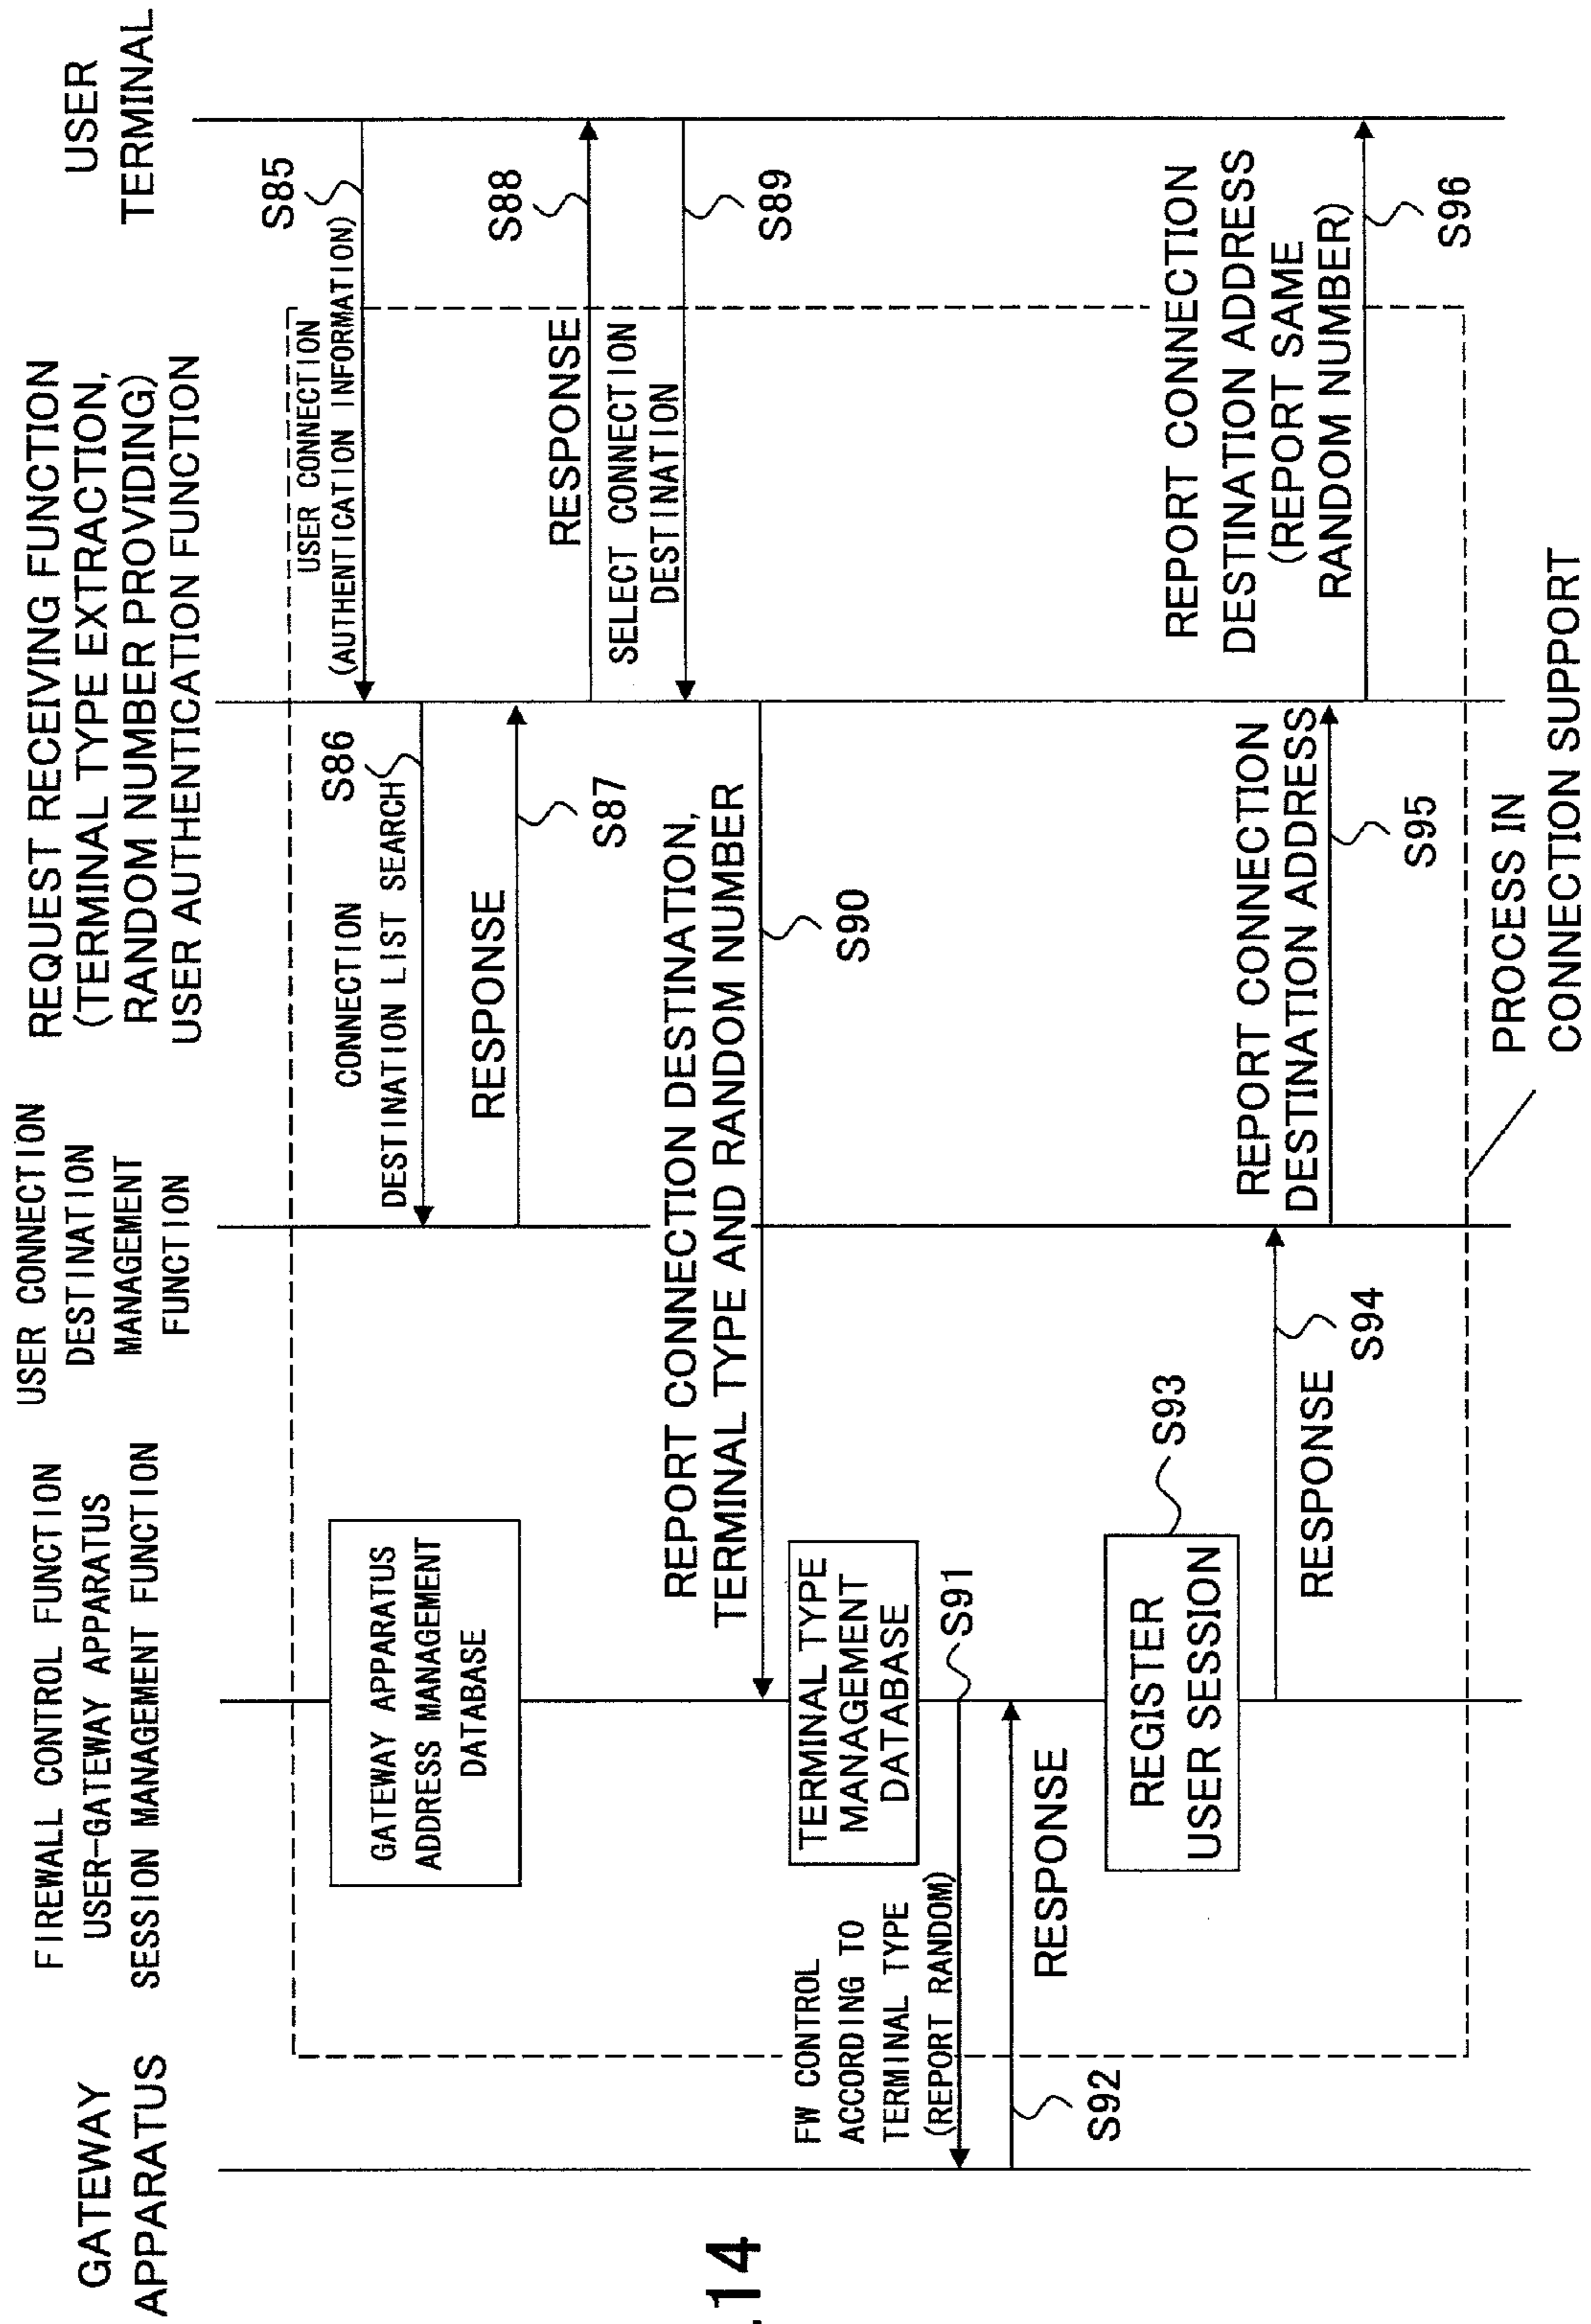 GATEWAY
APPARATUS
FIREWALL CONTROL FUNCTION
USER-GATEWAY APPARATUS
SESSION MANAGEMENT FUNCTION
USER CONNECTION
DESTINATION
MANAGEMENT
FUNCTION
REQUEST RECEIVING FUNCTION
(TERMINAL TYPE EXTRACTION,
RANDOM NUMBER PROVIDING)
USER AUTHENTICATION FUNCTION
USER
TERMINAL
S85
USER CONNECTION
(AUTHENTICATION INFORMATION)
GATEWAY APPARATUS
ADDRESS MANAGEMENT
DATABASE
S86
CONNECTION
DESTINATION LIST SEARCH
RESPONSE
S87
S88
RESPONSE
SELECT CONNECTION
DESTINATION
S89
REPORT CONNECTION DESTINATION,
TERMINAL TYPE AND RANDOM NUMBER
S90
TERMINAL TYPE
MANAGEMENT
DATABASE
S91
FW CONTROL
ACCORDING TO
TERMINAL TYPE
(REPORT RANDOM)
RESPONSE
S92
REGISTER
USER SESSION
S93
RESPONSE
S94
REPORT CONNECTION
DESTINATION ADDRESS
S95
REPORT CONNECTION
DESTINATION ADDRESS
(REPORT SAME
RANDOM NUMBER)
S96
PROCESS IN
CONNECTION SUPPORT
.14